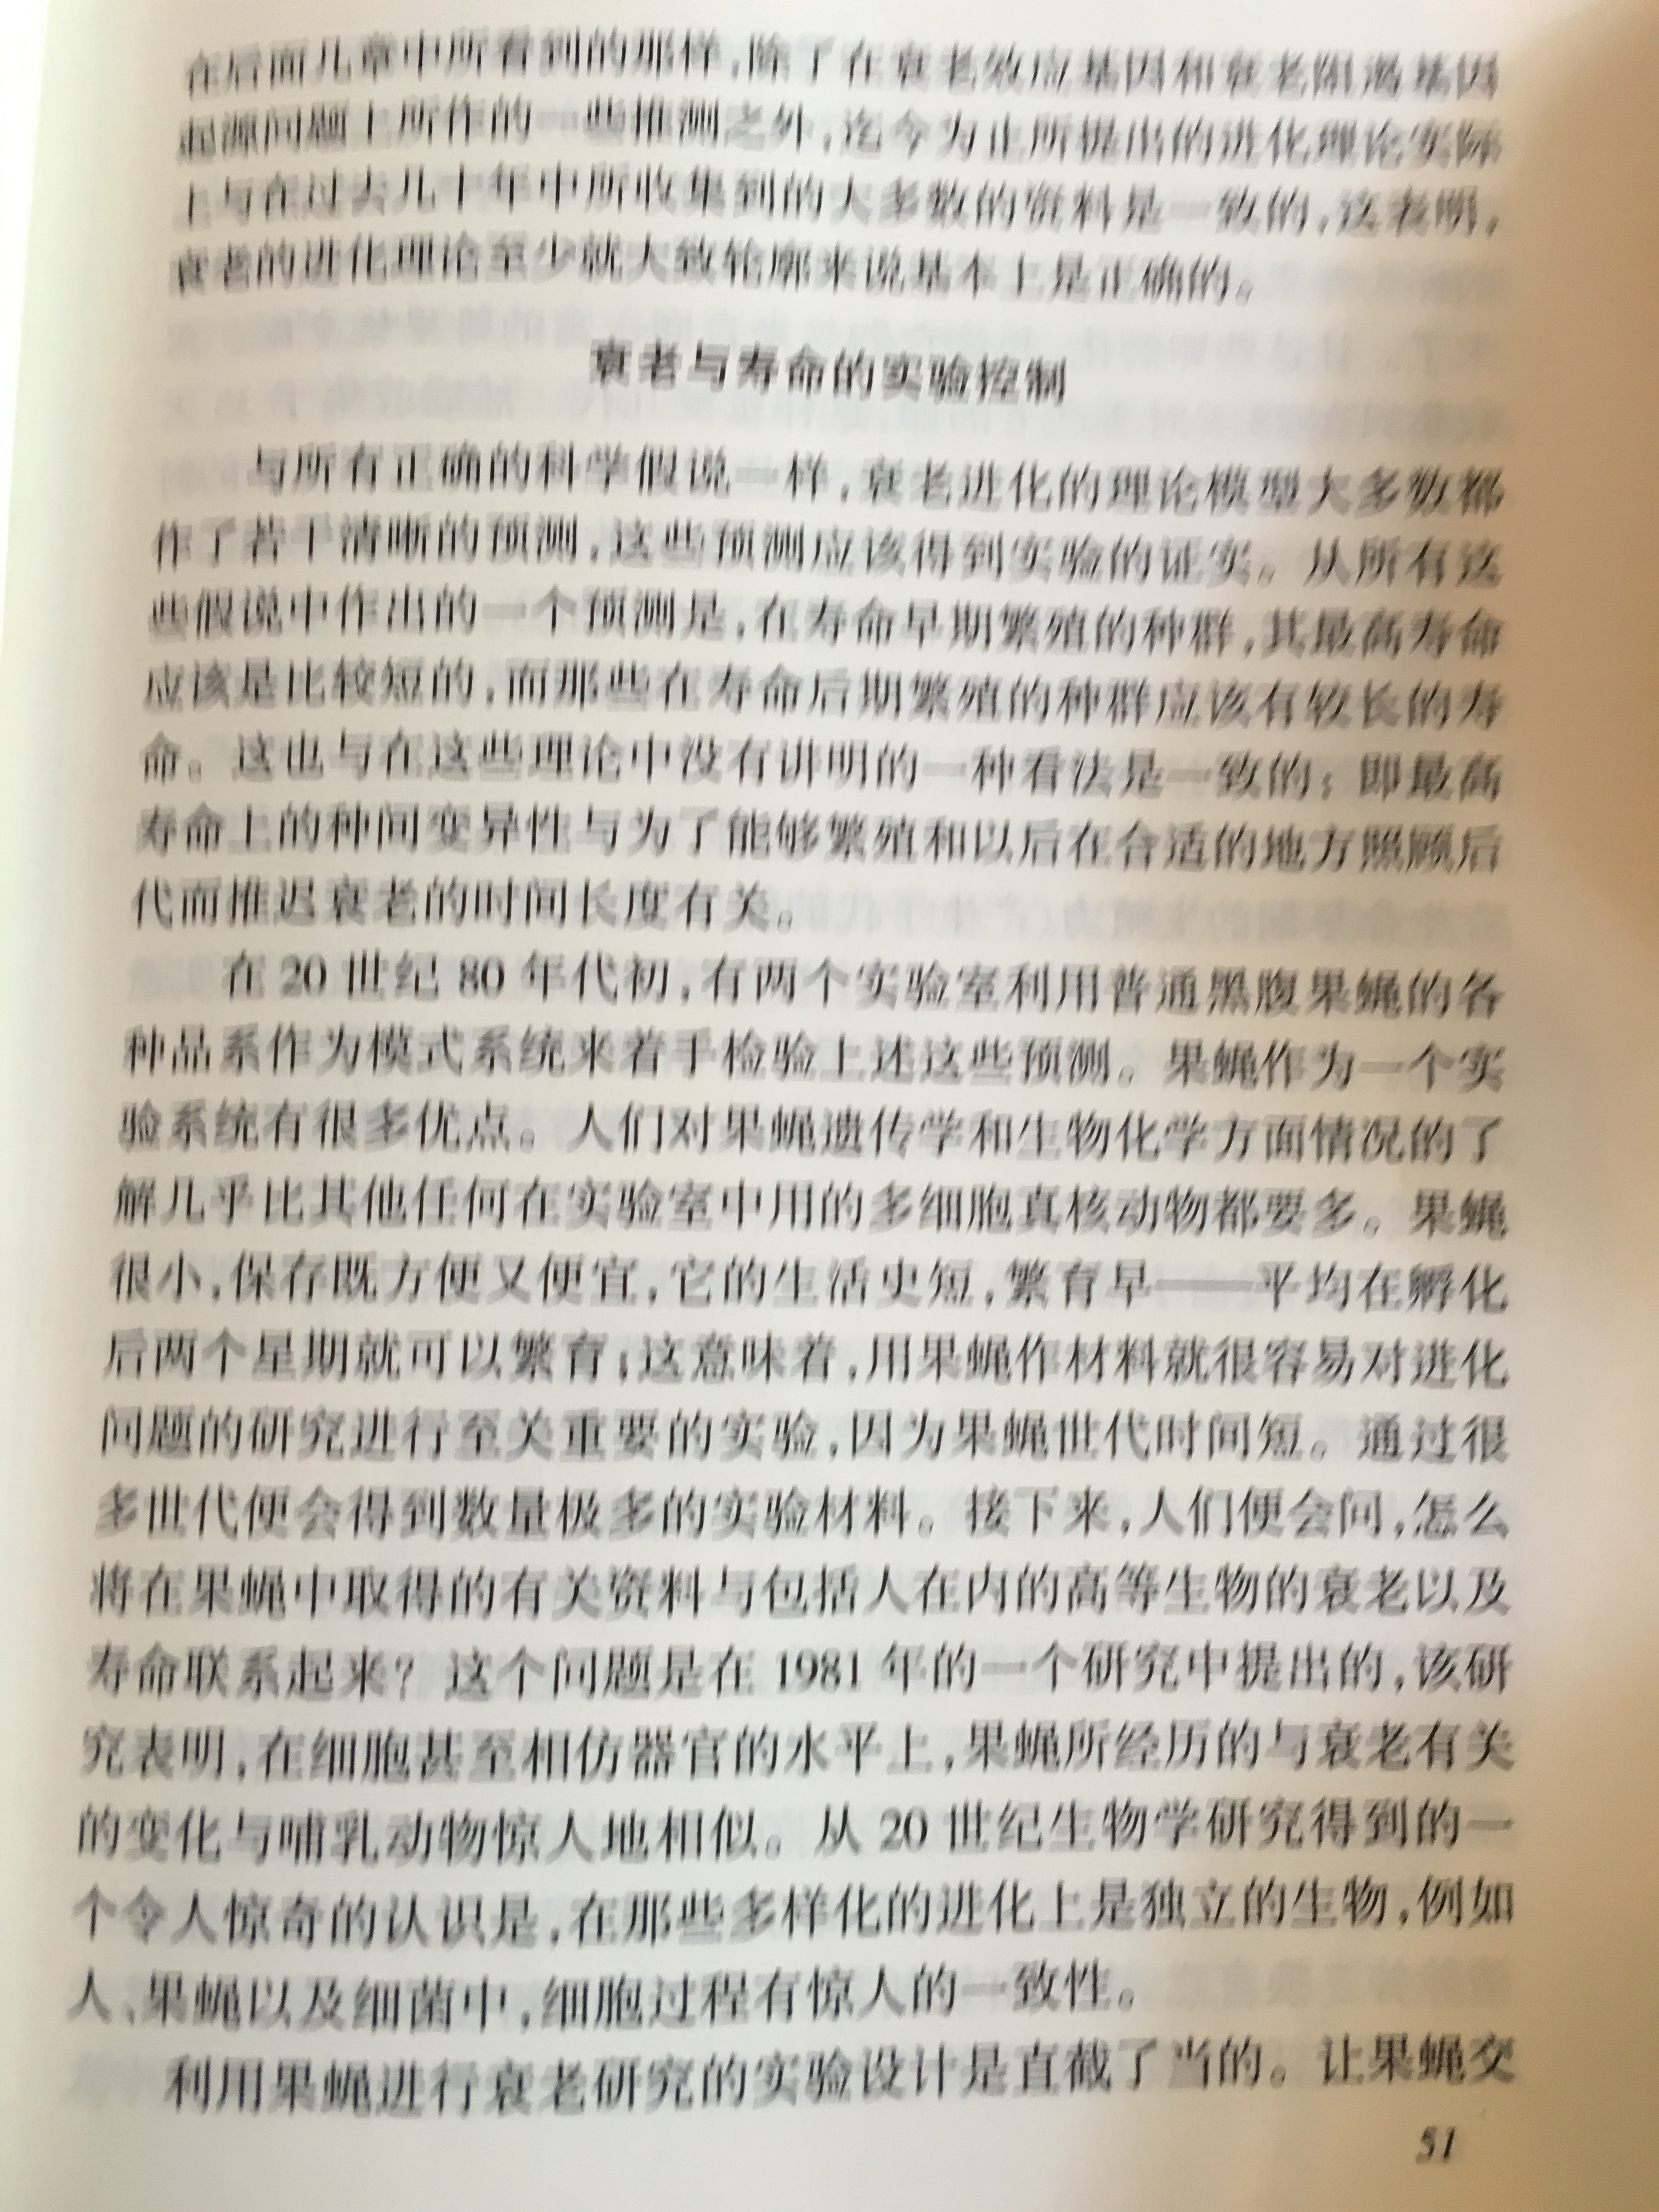 在后面几章中所看到的那样,除了在衰老效应基因和衰老阻遏基因
起源问题上所作的一些推测之外,迄今为止所提出的进化理论实际
上与在过去几十年中所收集到的大多数的资料是一致的,这表明,
衰老的进化理论至少就大致轮廓来说基本上是正确的。
衰老与寿命的实验控制
与所有正确的科学假说一样,衰老进化的理论模型大多数都
作了若干清晰的预测,这些预测应该得到实验的证实。从所有这
些假说中作出的一个预测是,在寿命早期繁殖的种群,其最高寿命
应该是比较短的,而那些在寿命后期繁殖的种群应该有较长的寿
命。这也与在这些理论中没有讲明的一种看法是一致的:即最高
寿命上的种间变异性与为了能够繁殖和以后在合适的地方照顾后
代而推迟衰老的时间长度有关。
在 20 世纪 80 年代初,有两个实验室利用普通黑腹果蝇的各
种品系作为模式系统来着手检验上述这些预测。果蝇作为一个实
验系统有很多优点。人们对果蝇遗传学和生物化学方面情况的了
解几乎比其他任何在实验室中用的多细胞真核动物都要多。果蝇
很小,保存既方便又便宜,它的生活史短,繁育早——平均在孵化
后两个星期就可以繁育;这意味着,用果蝇作材料就很容易对进化
问题的研究进行至关重要的实验,因为果蝇世代时间短。通过很
多世代便会得到数量极多的实验材料。接下来,人们便会问,怎么
将在果蝇中取得的有关资料与包括人在内的高等生物的衰老以及
寿命联系起来?这个问题是在 1981 年的一个研究中提出的,该研
究表明,在细胞甚至相仿器官的水平上,果蝇所经历的与衰老有关
的变化与哺乳动物惊人地相似。从 20 世纪生物学研究得到的一
个令人惊奇的认识是,在那些多样化的进化上是独立的生物,例如
人、果蝇以及细菌中,细胞过程有惊人的一致性。
利用果蝇进行衰老研究的实验设计是直截了当的。让果蝇交
51